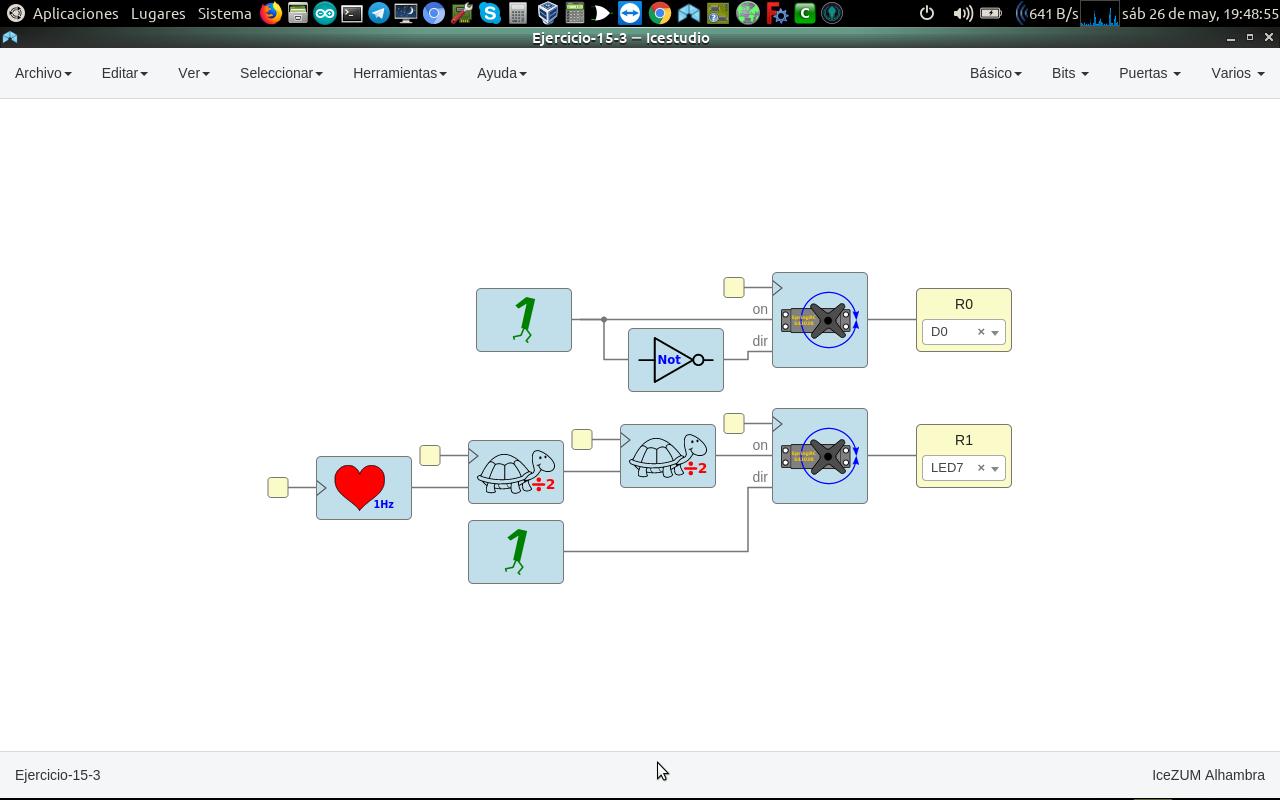 Aplicaciones Lugares Sistema 641 B/s sáb 26 de may, 19:48:55
Ejercicio-15-3 — Icestudio
Archivo Editar Ver Seleccionar Herramientas Ayuda Básico Bits Puertas Varios
1
on
dir
Not
R0
D0 ×
on
dir
R1
LED7 ×
1Hz
÷2
÷2
1
Ejercicio-15-3 IceZUM Alhambra